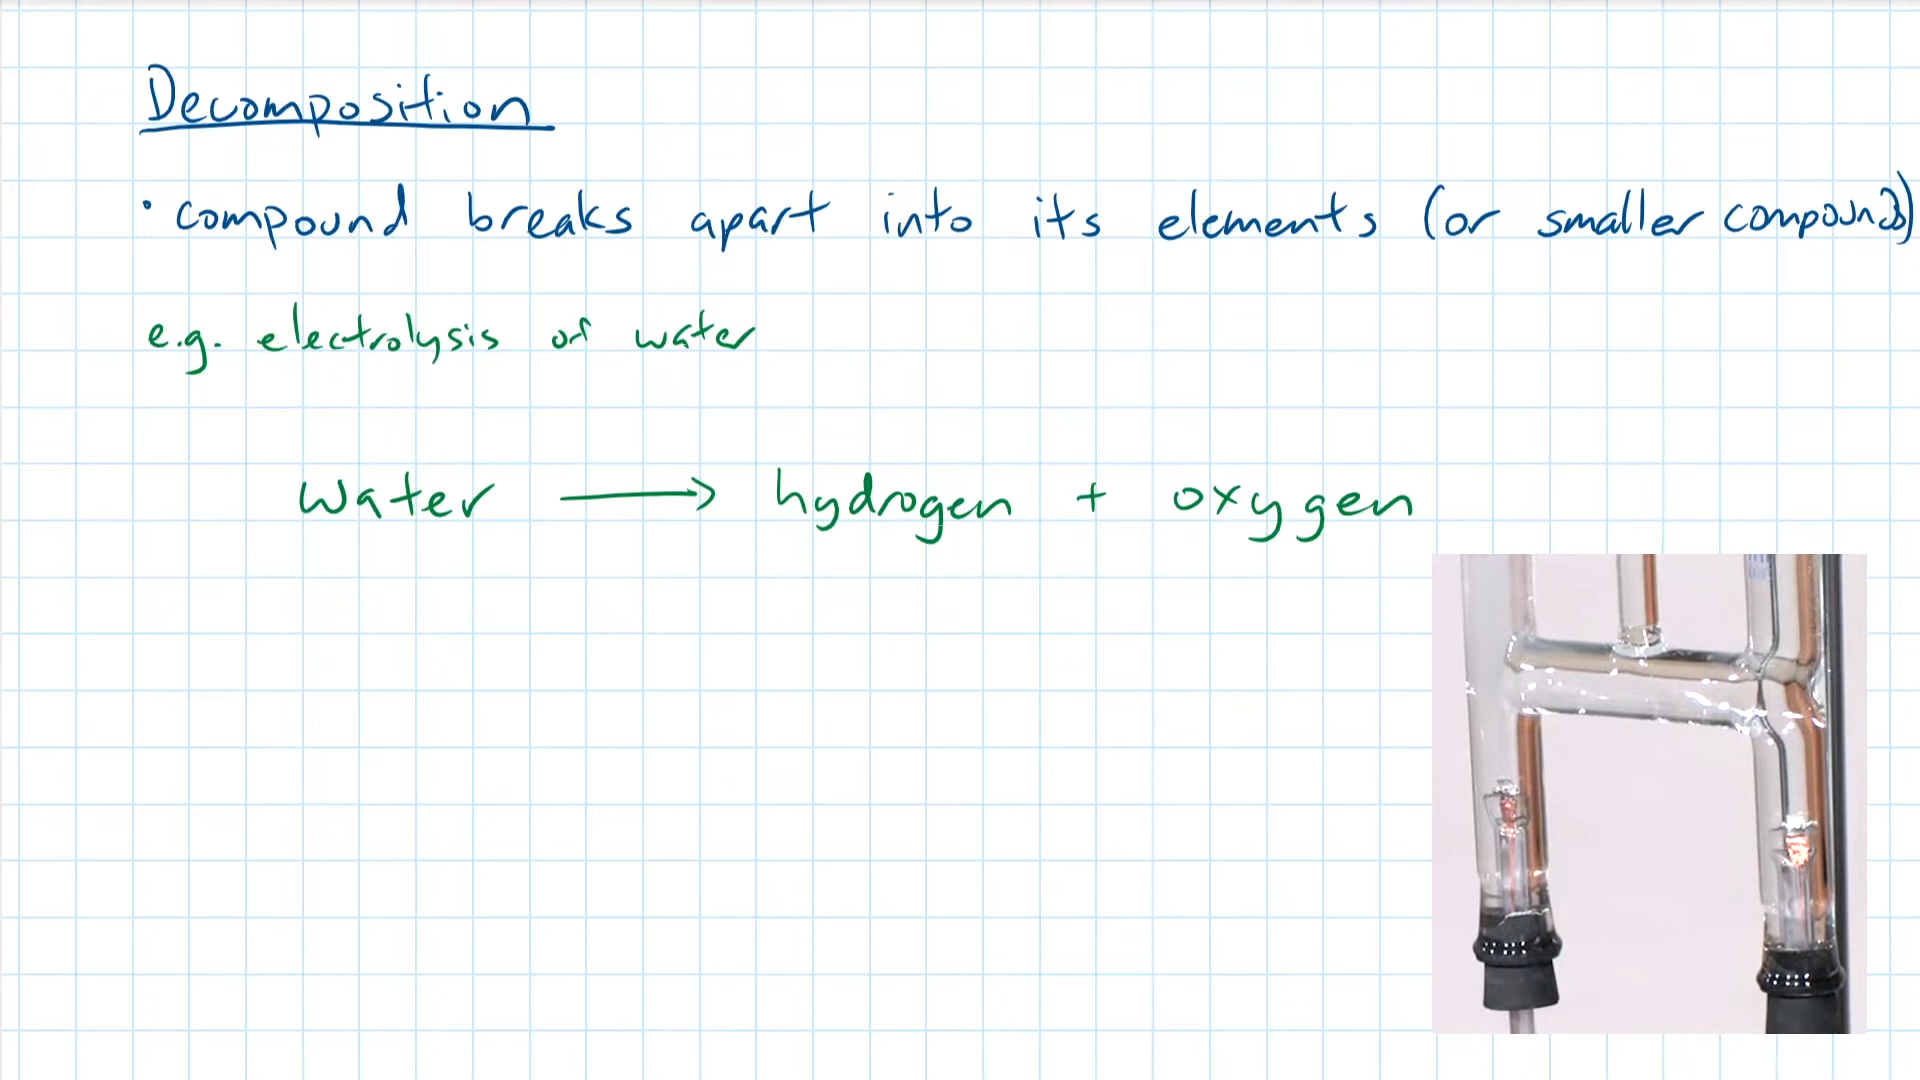 Decomposition
• compound breaks apart into its elements (or smaller compounds)
e.g. electrolysis of water
water → hydrogen + oxygen